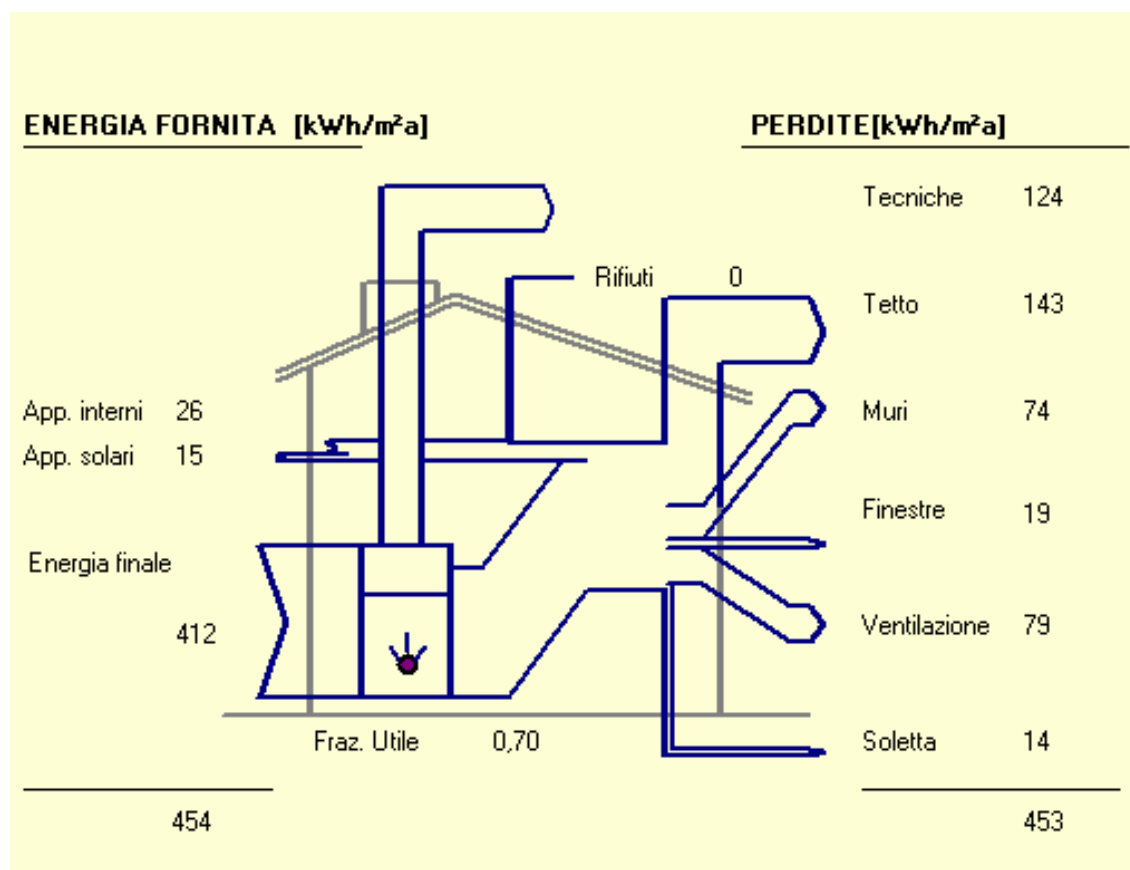 ENERGIA FORNITA [kWh/m²a]
PERDITE[kWh/m²a]
Tecniche 124
Rifiuti 0
Tetto 143
App. interni 26
Muri 74
App. solari 15
Finestre 19
Energia finale
412
Ventilazione 79
Fraz. Utile 0,70
Soletta 14
454
453